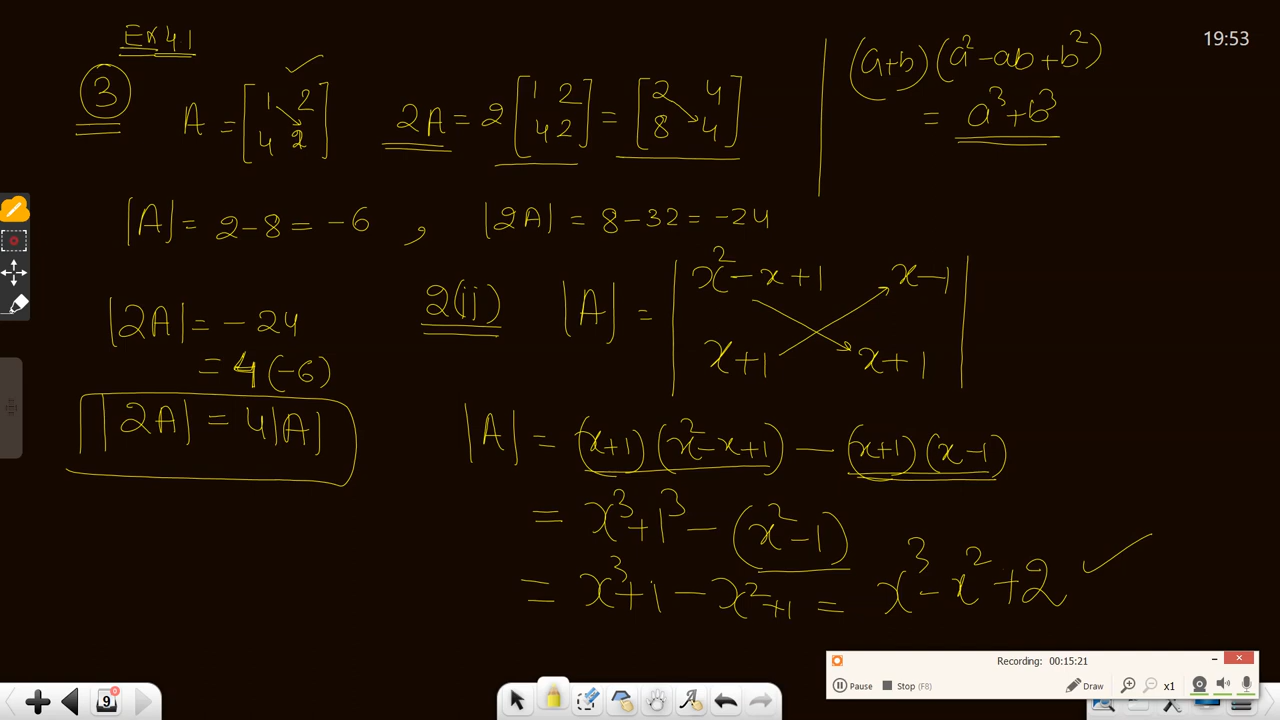 Ex 4.1
19:53
(a+b)(a²-ab+b²)
= a³+b³
③ A = [1 2; 4 2] 2A = 2[1 2; 4 2] = [2 4; 8 4]
|A| = 2-8 = -6 , |2A| = 8-32 = -24
|2A| = -24
= 4(-6)
|2A| = 4|A|
2(ii) |A| = |x²-x+1 x-1; x+1 x+1|
|A| = (x+1)(x²-x+1) - (x+1)(x-1)
= x³+1³ - (x²-1)
= x³+1-x²+1 = x³-x²+2
Recording: 00:15:21
Pause Stop (F8) Draw x1
9
8